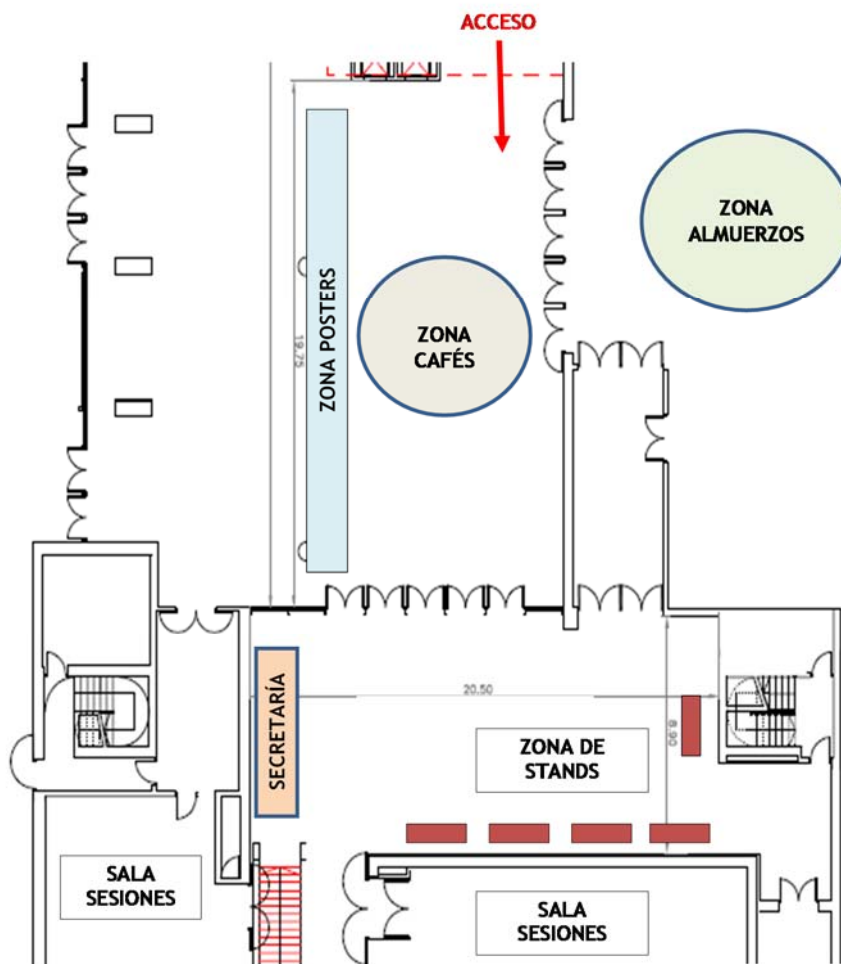 ACCESO
ZONA
ALMUERZOS
ZONA POSTERS
19.75
ZONA
CAFÉS
SECRETARÍA
20.50
8.90
ZONA DE
STANDS
SALA
SESIONES
SALA
SESIONES